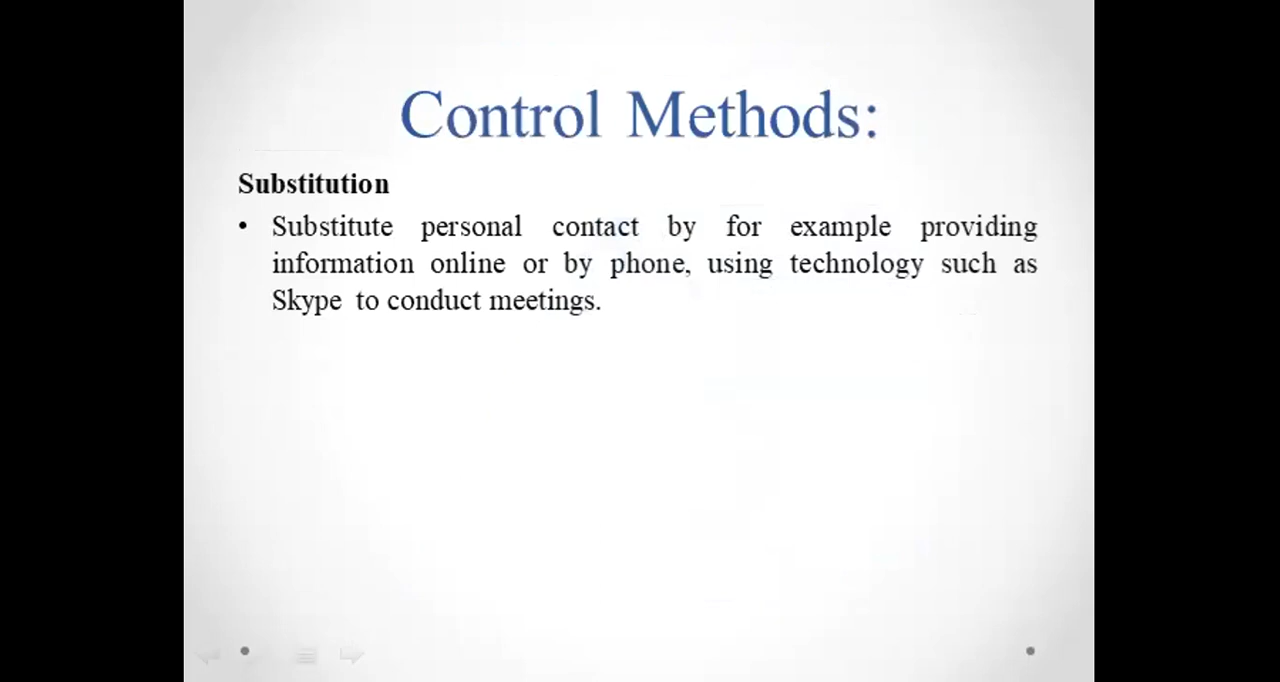 Control Methods:
Substitution
• Substitute personal contact by for example providing
information online or by phone, using technology such as
Skype to conduct meetings.